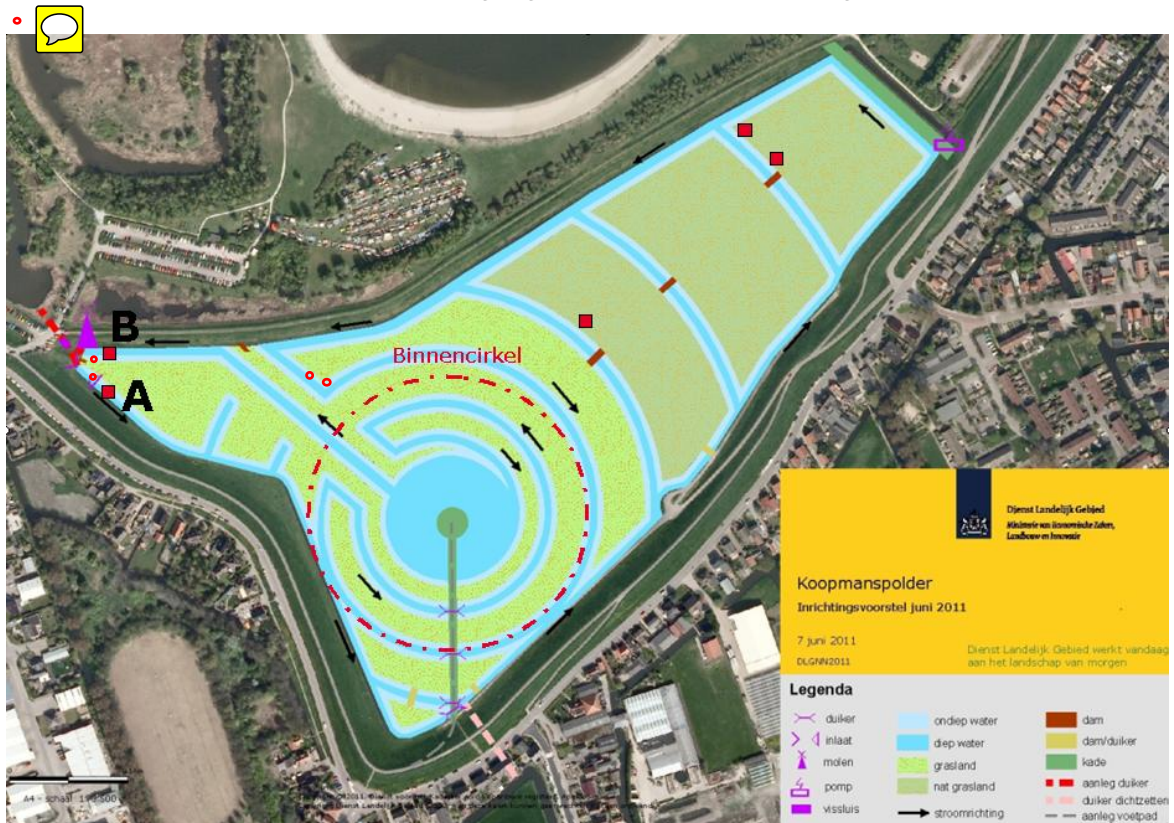 B
Binnencirkel
A
Dienst Landelijk Gebied
Ministerie van Economische Zaken,
Landbouw en Innovatie
Koopmanspolder
Inrichtingsvoorstel juni 2011
7 juni 2011
DLGNN2011
Dienst Landelijk Gebied werkt vandaag
aan het landschap van morgen
Legenda
duiker
inlaat
molen
pomp
vissluis
ondiep water
diep water
grasland
nat grasland
stroomrichting
dam
dam/duiker
kade
aanleg duiker
duiker dichtzetten
aanleg voetpad
A4 - schaal